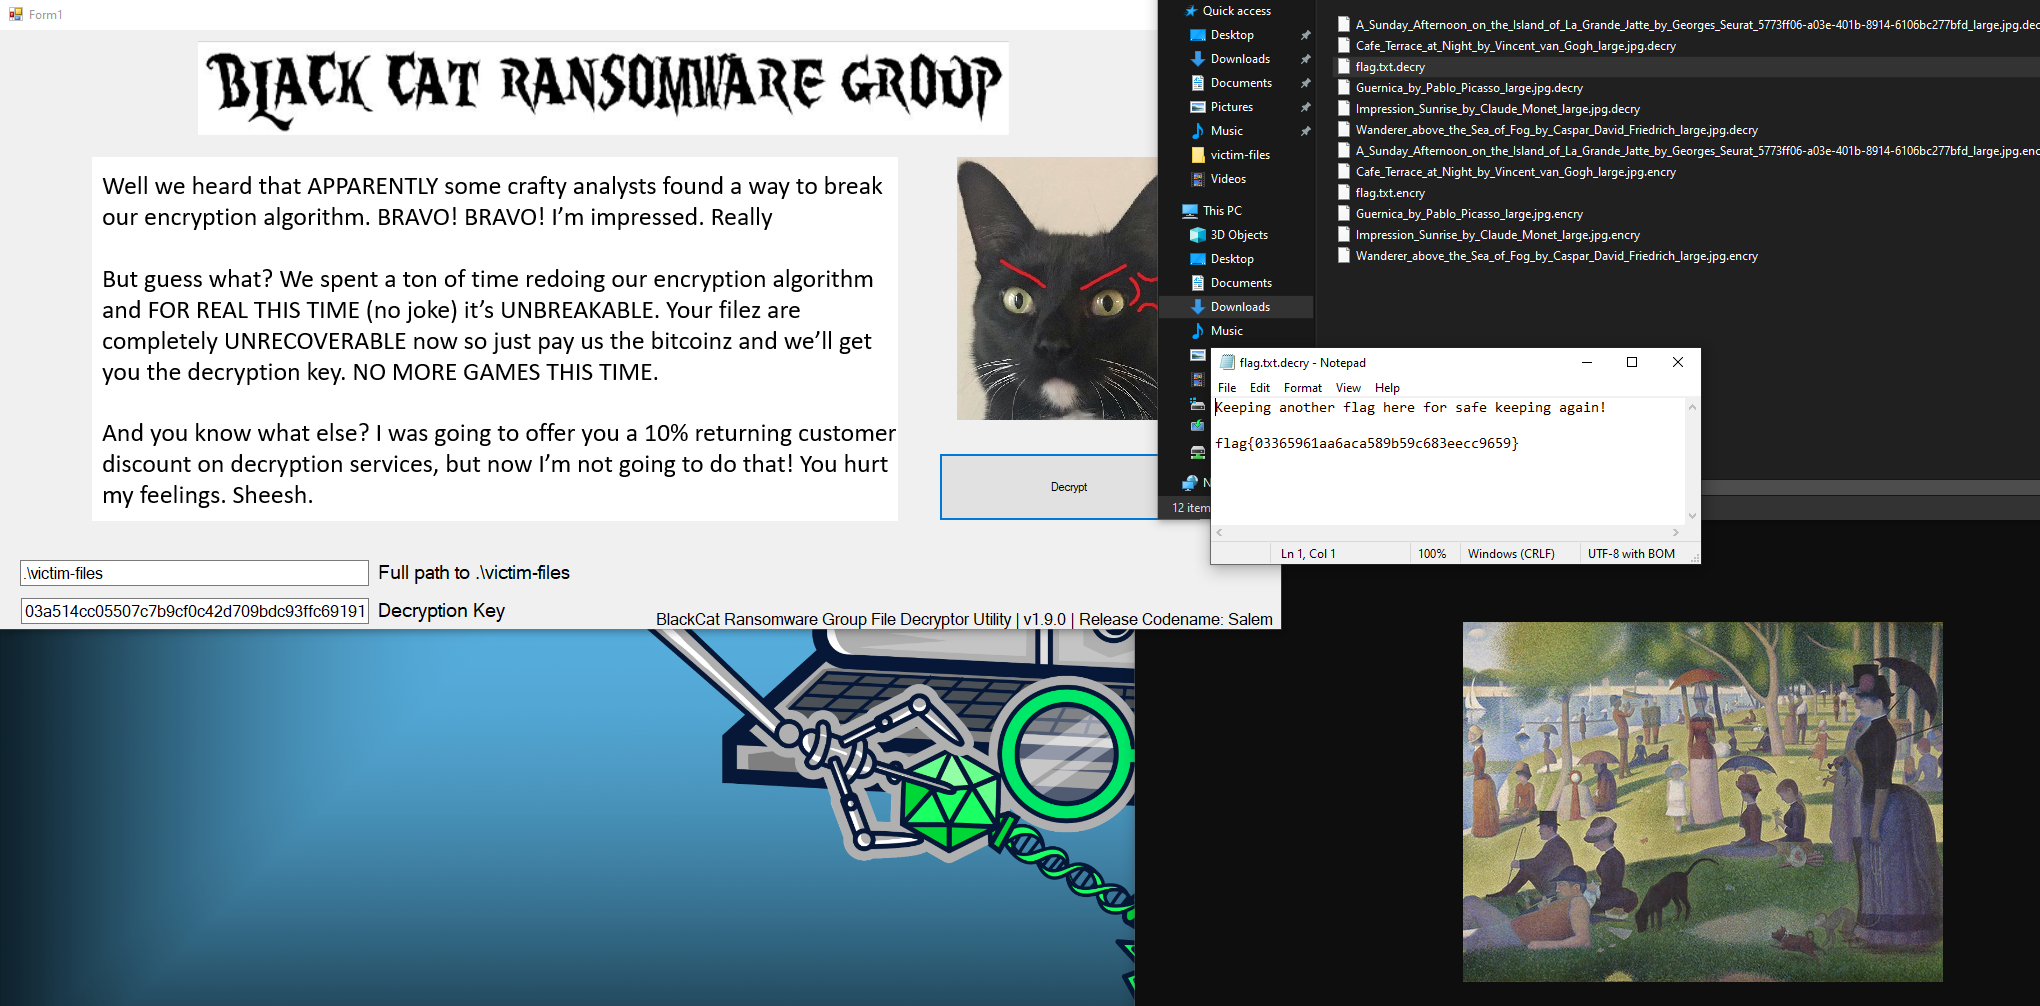 Form1
BLACK CAT RANSOMWARE GROUP
Well we heard that APPARENTLY some crafty analysts found a way to break
our encryption algorithm. BRAVO! BRAVO! I’m impressed. Really
But guess what? We spent a ton of time redoing our encryption algorithm
and FOR REAL THIS TIME (no joke) it’s UNBREAKABLE. Your filez are
completely UNRECOVERABLE now so just pay us the bitcoinz and we’ll get
you the decryption key. NO MORE GAMES THIS TIME.
And you know what else? I was going to offer you a 10% returning customer
discount on decryption services, but now I’m not going to do that! You hurt
my feelings. Sheesh.
Decrypt
.\victim-files
Full path to .\victim-files
03a514cc05507c7b9cf0c42d709bdc93ffc69191
Decryption Key
BlackCat Ransomware Group File Decryptor Utility | v1.9.0 | Release Codename: Salem
Quick access
Desktop
Downloads
Documents
Pictures
Music
victim-files
Videos
This PC
3D Objects
Desktop
Documents
Downloads
Music
N
12 item
A_Sunday_Afternoon_on_the_Island_of_La_Grande_Jatte_by_Georges_Seurat_5773ff06-a03e-401b-8914-6106bc277bfd_large.jpg.dec
Cafe_Terrace_at_Night_by_Vincent_van_Gogh_large.jpg.decry
flag.txt.decry
Guernica_by_Pablo_Picasso_large.jpg.decry
Impression_Sunrise_by_Claude_Monet_large.jpg.decry
Wanderer_above_the_Sea_of_Fog_by_Caspar_David_Friedrich_large.jpg.decry
A_Sunday_Afternoon_on_the_Island_of_La_Grande_Jatte_by_Georges_Seurat_5773ff06-a03e-401b-8914-6106bc277bfd_large.jpg.enc
Cafe_Terrace_at_Night_by_Vincent_van_Gogh_large.jpg.encry
flag.txt.encry
Guernica_by_Pablo_Picasso_large.jpg.encry
Impression_Sunrise_by_Claude_Monet_large.jpg.encry
Wanderer_above_the_Sea_of_Fog_by_Caspar_David_Friedrich_large.jpg.encry
flag.txt.decry - Notepad
File Edit Format View Help
Keeping another flag here for safe keeping again!
flag{03365961aa6aca589b59c683eecc9659}
Ln 1, Col 1 100% Windows (CRLF) UTF-8 with BOM